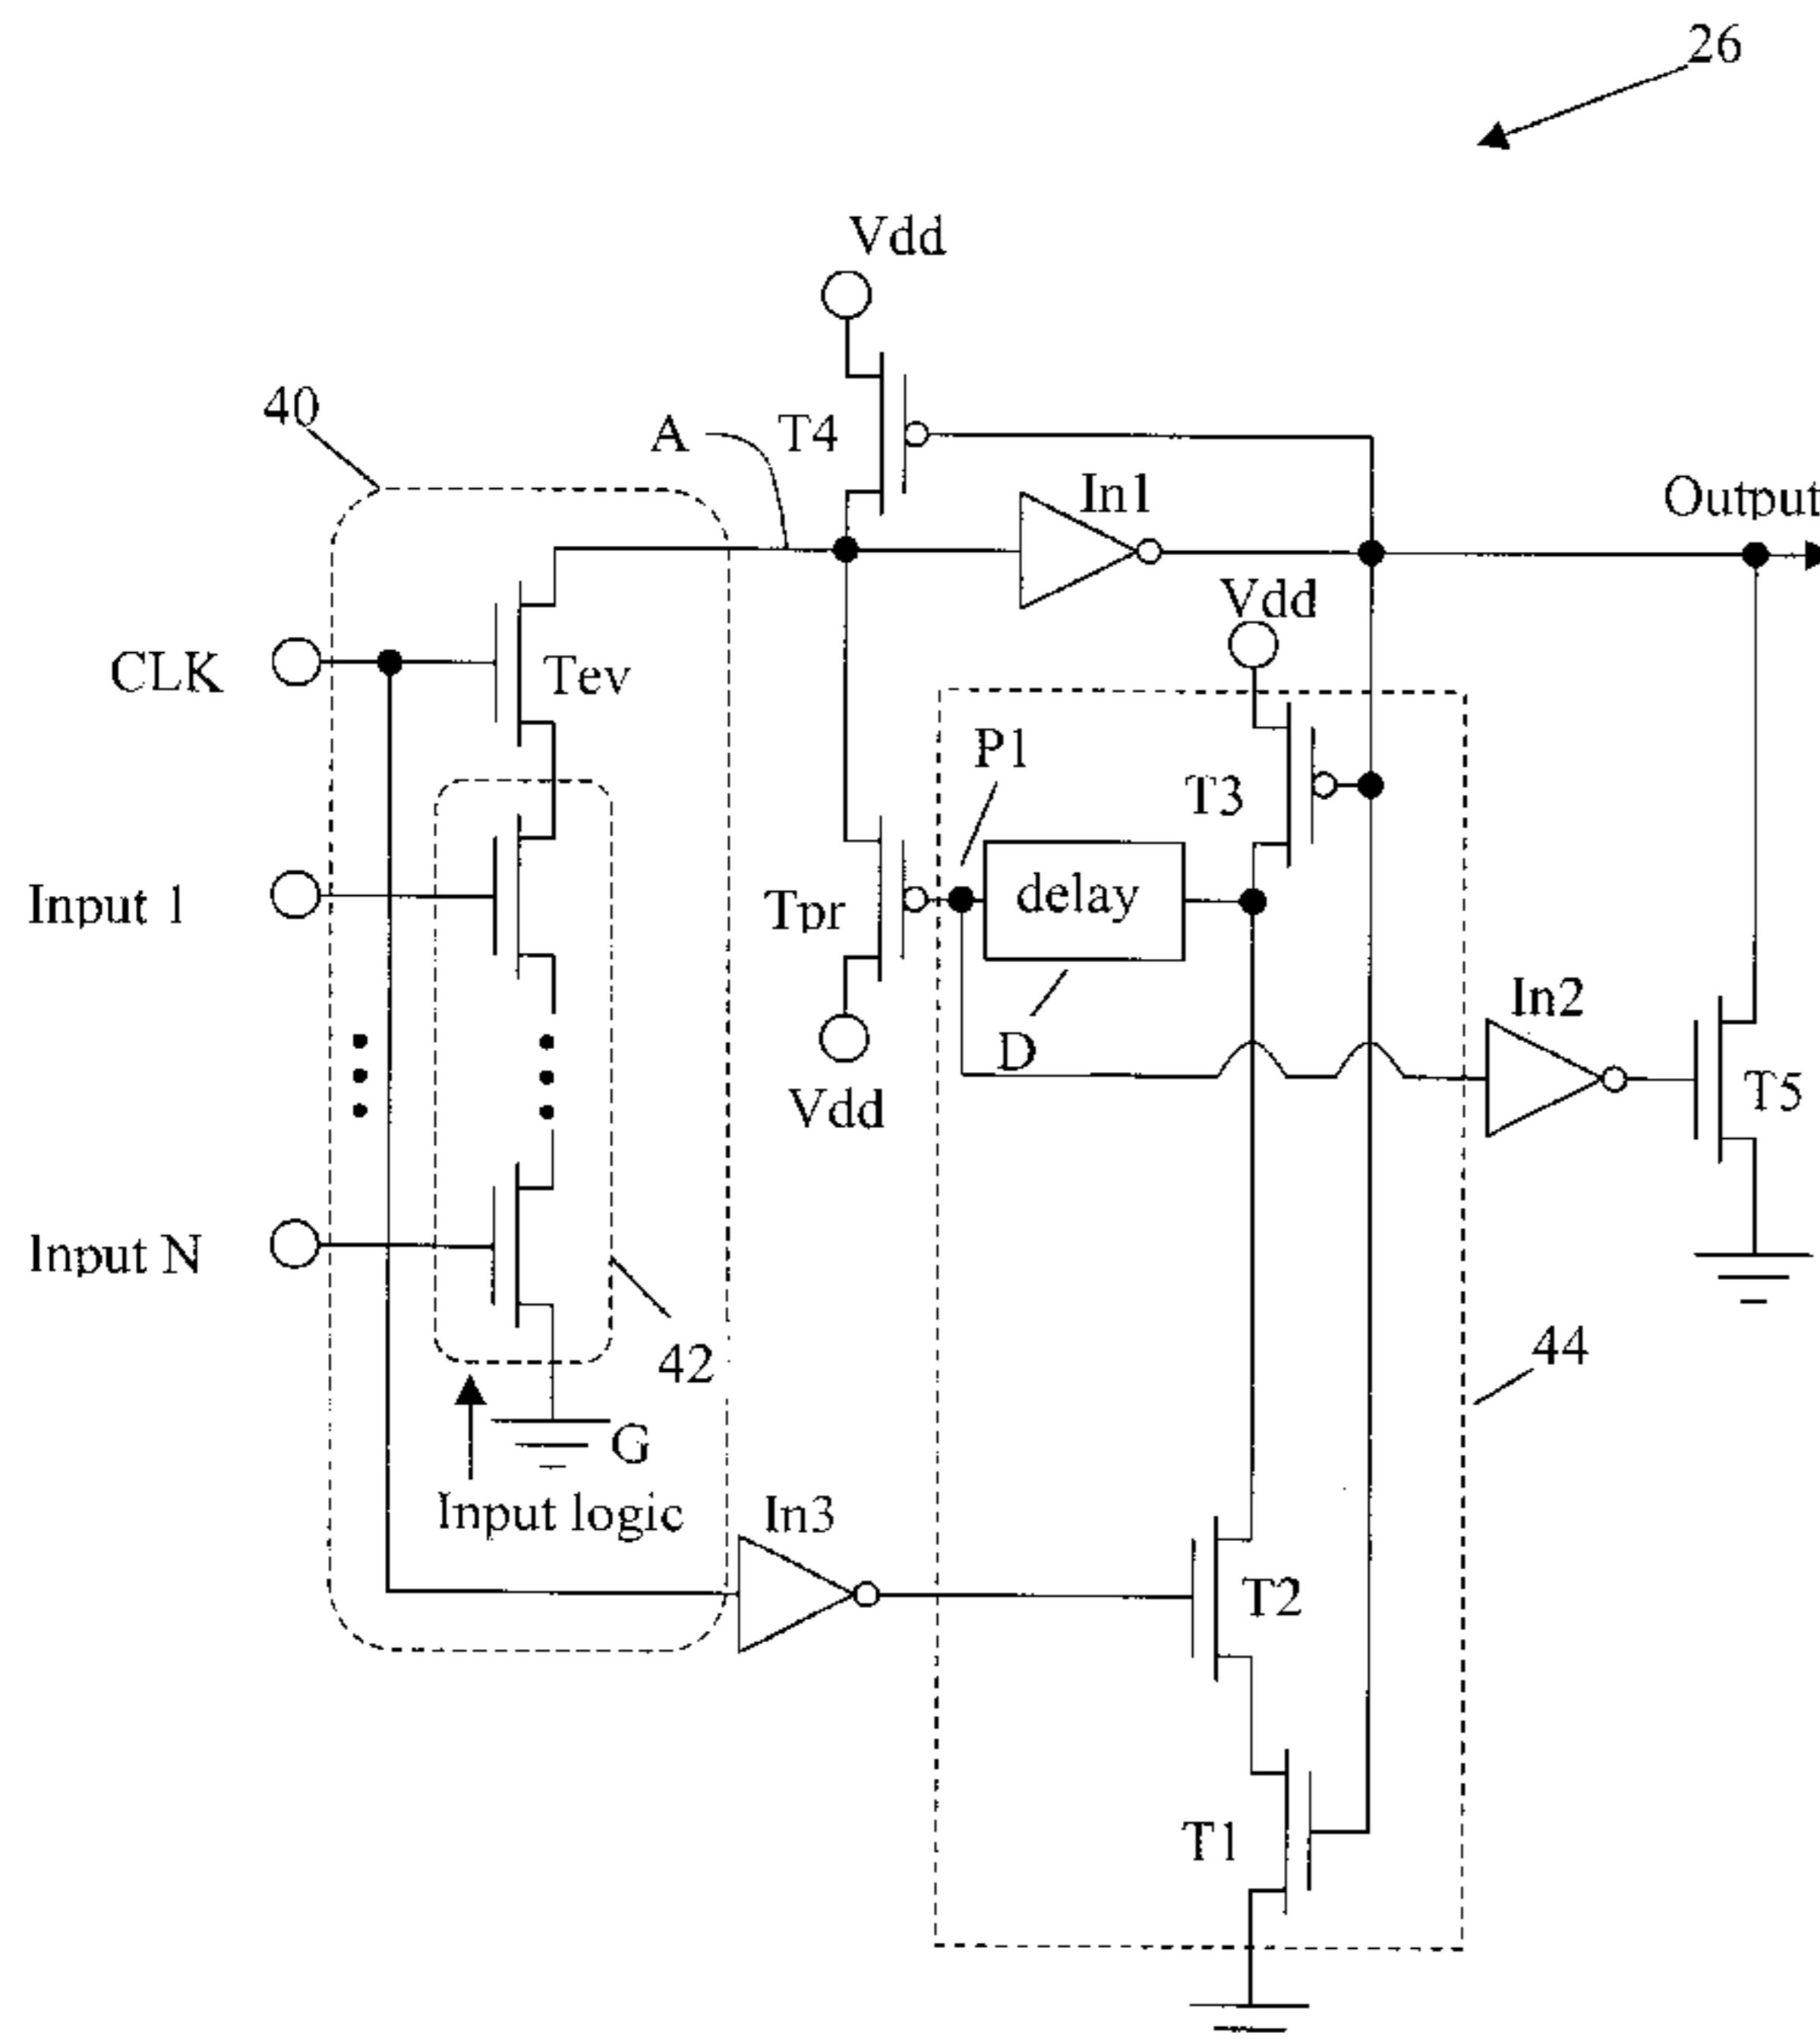 26
Vdd
40
A
T4
In1
Output
Vdd
CLK
Tev
P1
T3
Input 1
Tpr
delay
In2
D
Vdd
T5
Input N
42
44
G
Input logic
In3
T2
T1